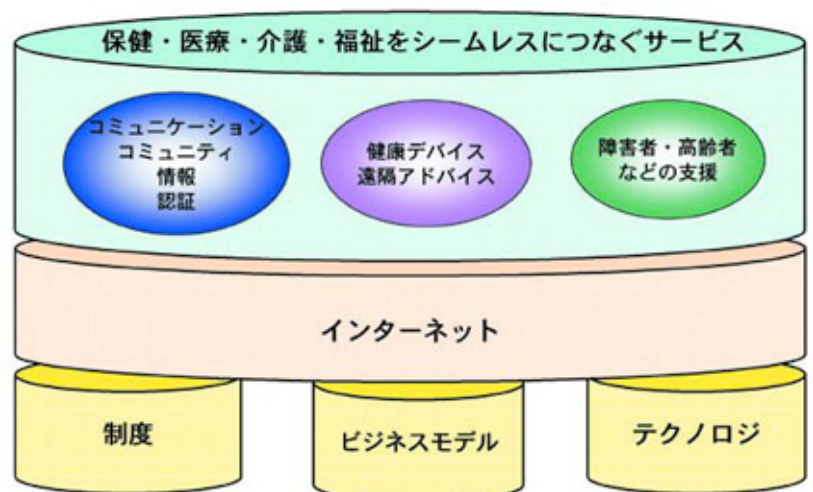 保健・医療・介護・福祉をシームレスにつなぐサービス
コミュニケーション
コミュニティ
情報
認証
健康デバイス
遠隔アドバイス
障害者・高齢者
などの支援
インターネット
制度
ビジネスモデル
テクノロジ